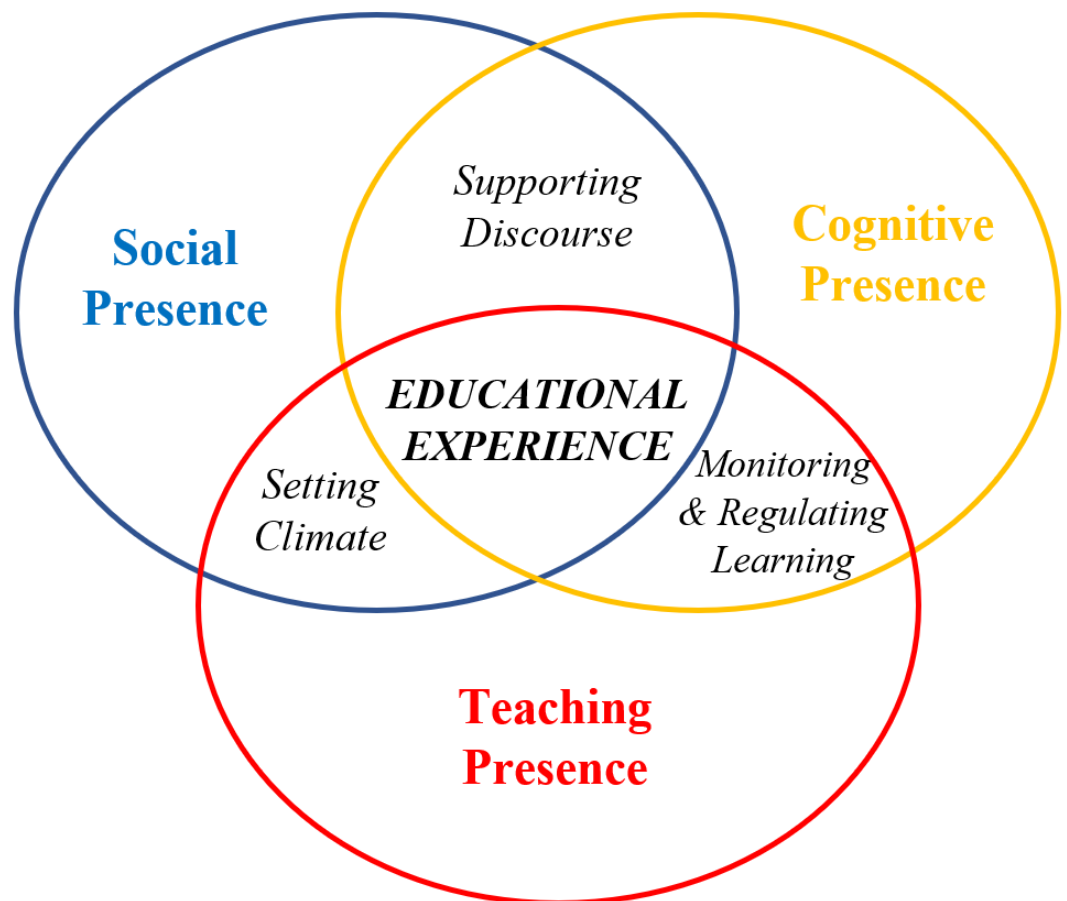 Supporting
Discourse
Social
Presence
Cognitive
Presence
EDUCATIONAL
EXPERIENCE
Setting
Climate
Monitoring
& Regulating
Learning
Teaching
Presence